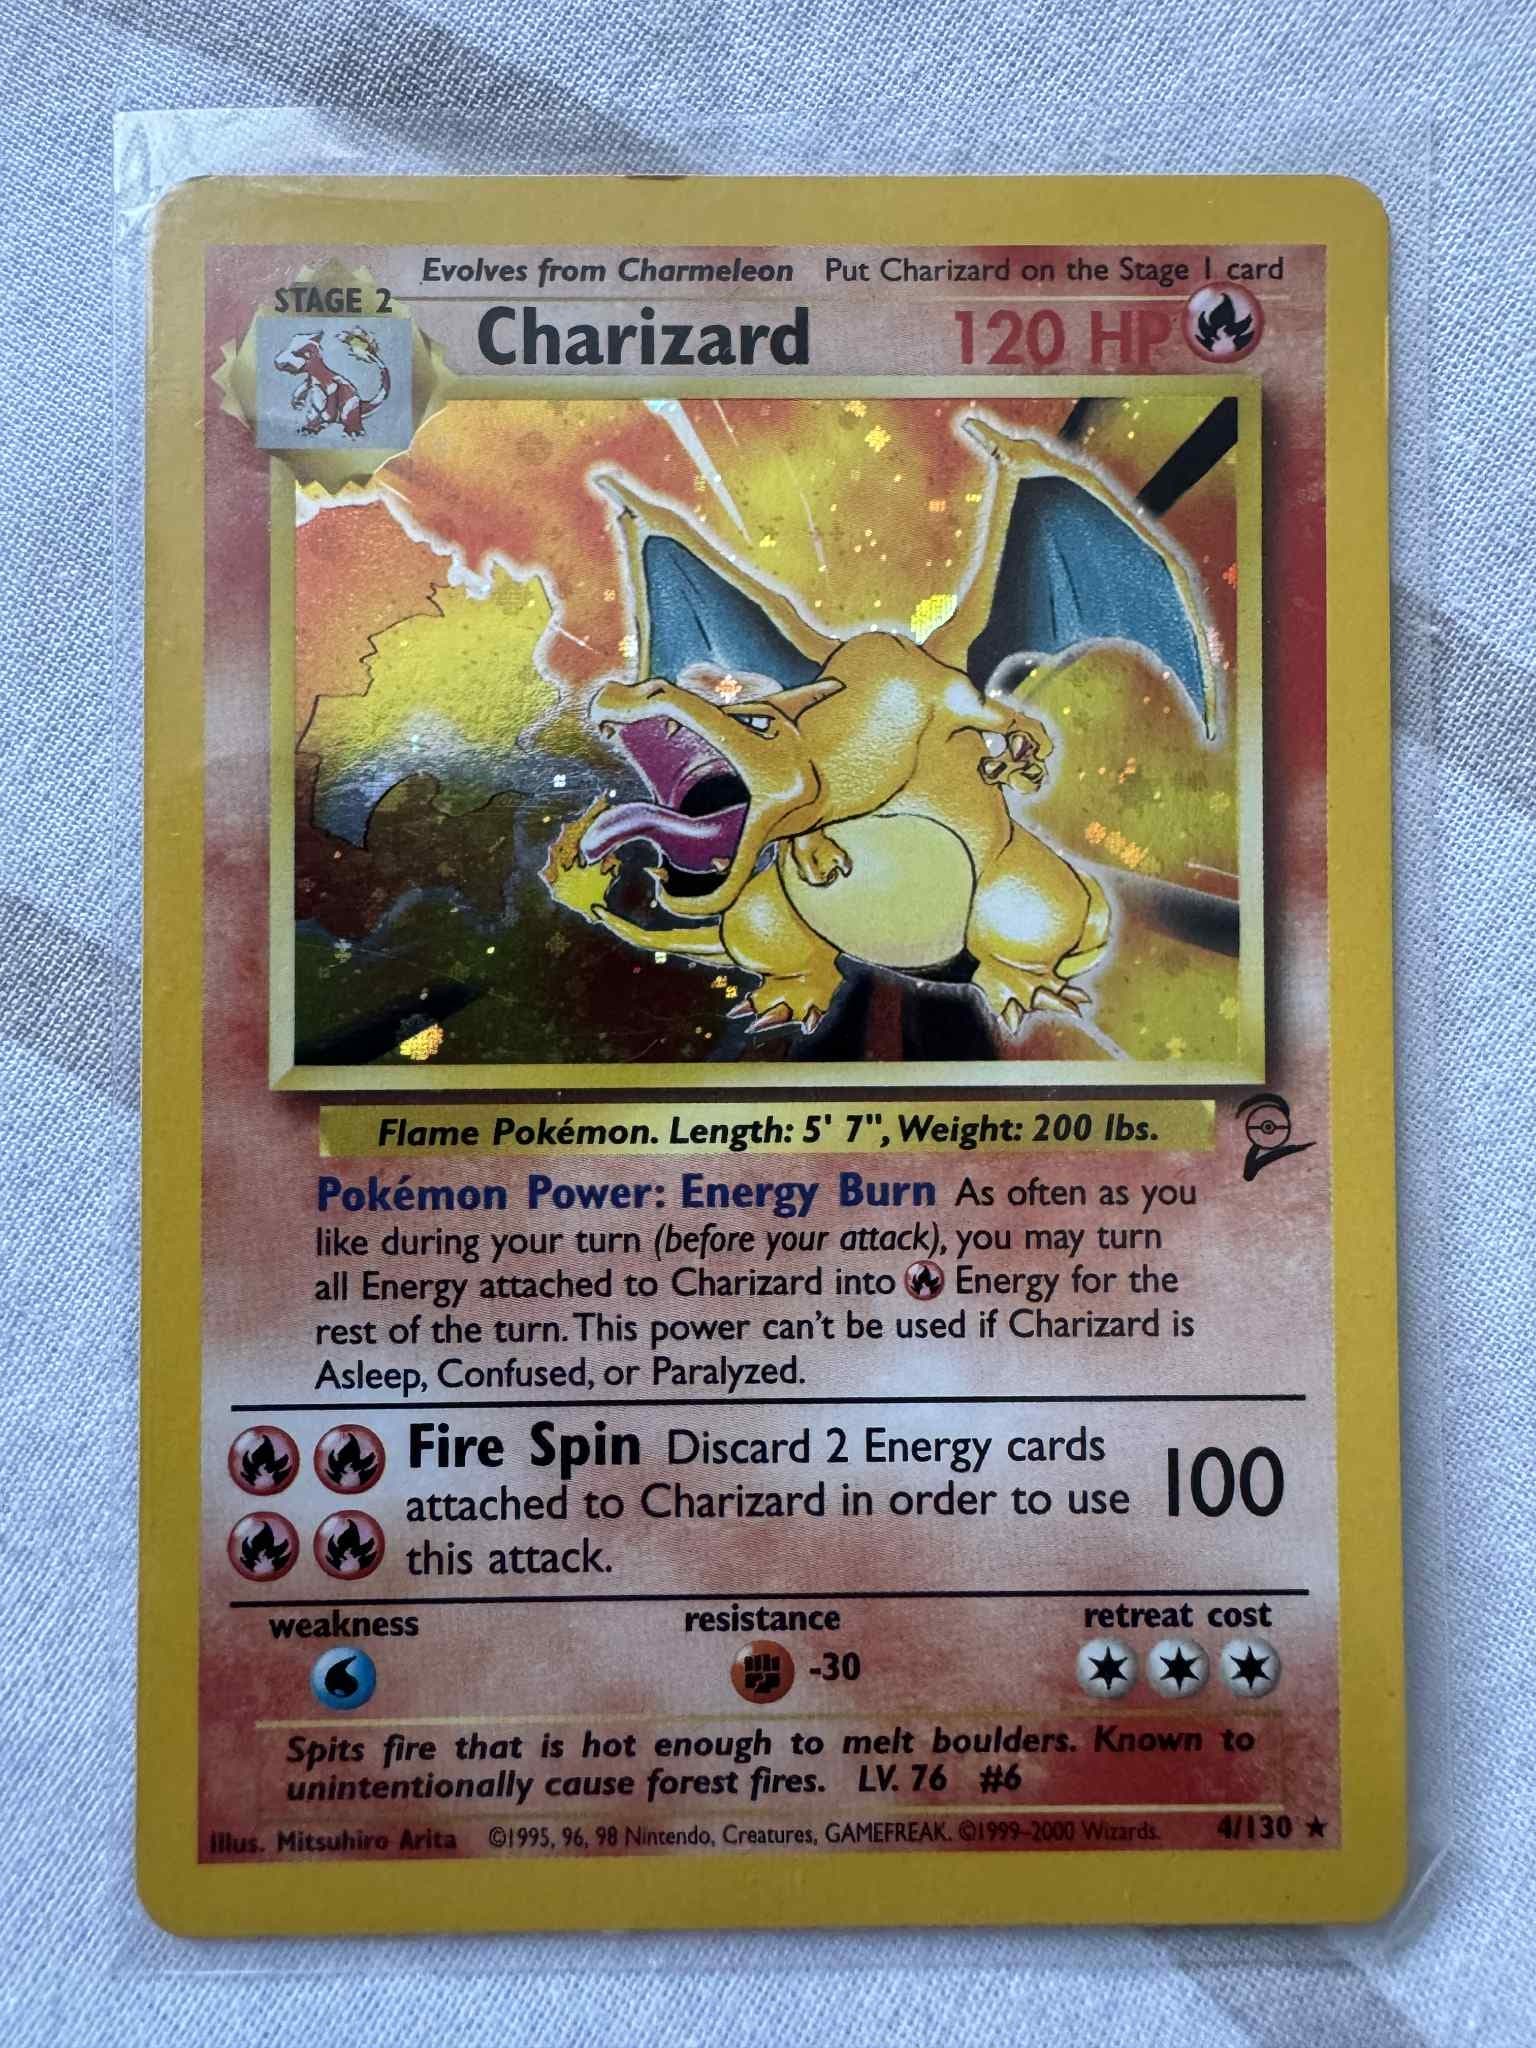 Evolves from Charmeleon Put Charizard on the Stage 1 card
STAGE 2
Charizard 120 HP
Flame Pokémon. Length: 5' 7", Weight: 200 lbs.
Pokémon Power: Energy Burn As often as you
like during your turn (before your attack), you may turn
all Energy attached to Charizard into Energy for the
rest of the turn. This power can't be used if Charizard is
Asleep, Confused, or Paralyzed.
Fire Spin Discard 2 Energy cards
attached to Charizard in order to use 100
this attack.
weakness resistance retreat cost
-30
Spits fire that is hot enough to melt boulders. Known to
unintentionally cause forest fires. LV. 76 #6
Illus. Mitsuhiro Arita ©1995, 96, 98 Nintendo, Creatures, GAMEFREAK. ©1999-2000 Wizards. 4/130 ★